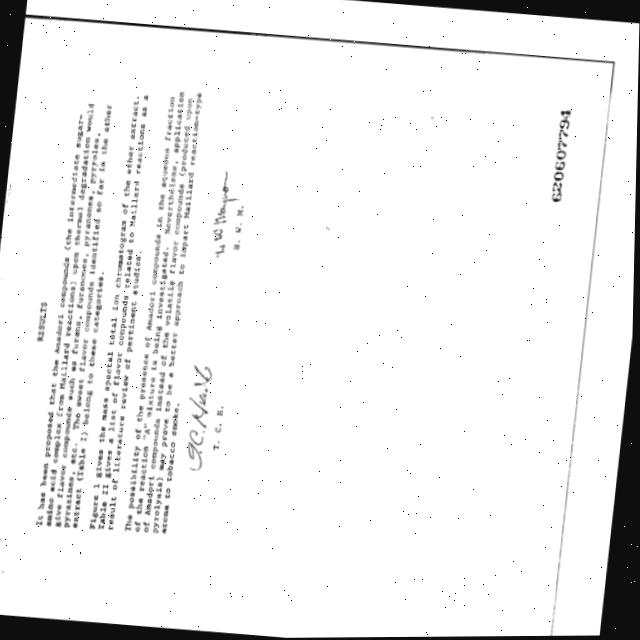 RESULTS
It has been proposed that the Amadori compounds (the intermediate sugar-
amino acid complex from Maillard reactions) upon thermal degradation would
give flavor compounds such as furans, furanones, pyranones, pyrroles,
pyrazines, etc. The sweet flavor compounds identified so far in the ether
extract (Table I) belong to these categories.
Figure 1 gives the mass spectral total ion chromatogram of the ether extract.
Table II gives a list of flavor compounds related to Maillard reactions as a
result of literature review of pertinent studies.
The possibility of the presence of Amadori compounds in the aqueous fraction
of the reaction "A" mixture is being investigated. Nevertheless, application
of Amadori compounds instead of the volatile flavor compounds (produced upon
pyrolysis) may prove to be a better approach to impart Maillard reaction-type
aroma to tobacco smoke.
T. C. H.
H. W. M.
620607794